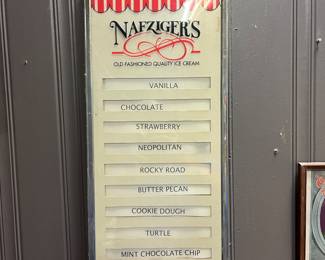 NAFZIGER'S
OLD FASHIONED QUALITY ICE CREAM
VANILLA
CHOCOLATE
STRAWBERRY
NEOPOLITAN
ROCKY ROAD
BUTTER PECAN
COOKIE DOUGH
TURTLE
MINT CHOCOLATE CHIP